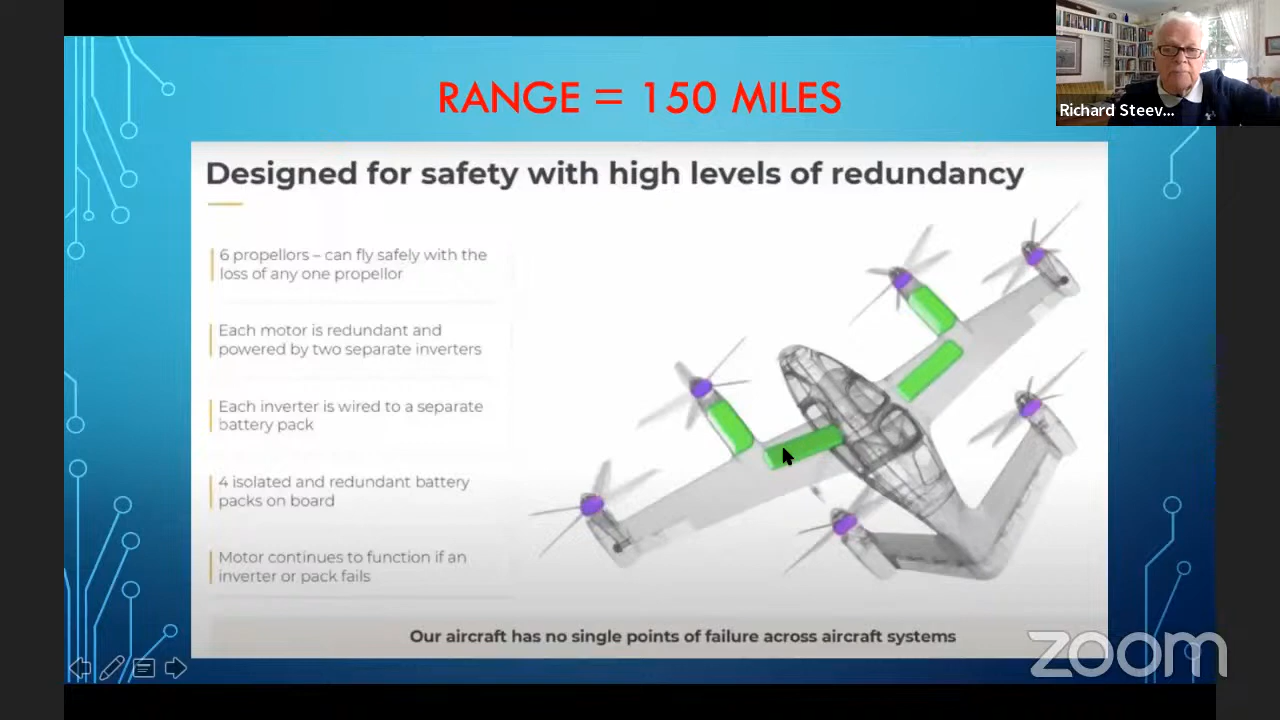 RANGE = 150 MILES
Richard Steev...
Designed for safety with high levels of redundancy
6 propellors – can fly safely with the
loss of any one propellor
Each motor is redundant and
powered by two separate inverters
Each inverter is wired to a separate
battery pack
4 isolated and redundant battery
packs on board
Motor continues to function if an
inverter or pack fails
Our aircraft has no single points of failure across aircraft systems
zoom